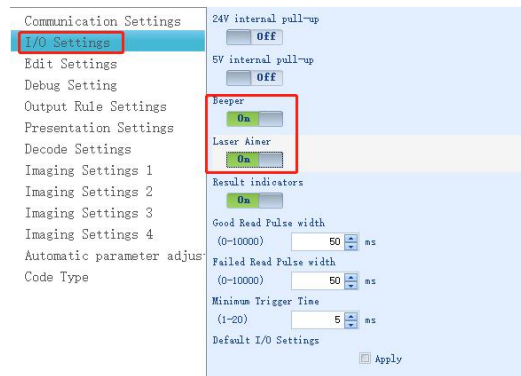 Communication Settings
I/O Settings
Edit Settings
Debug Setting
Output Rule Settings
Presentation Settings
Decode Settings
Imaging Settings 1
Imaging Settings 2
Imaging Settings 3
Imaging Settings 4
Automatic parameter adjus
Code Type
24V internal pull-up
Off
5V internal pull-up
Off
Beeper
On
Laser Aimer
On
Result indicators
On
Good Read Pulse width
(0-10000) 50 ms
Failed Read Pulse width
(0-10000) 50 ms
Minimum Trigger Time
(1-20) 5 ms
Default I/O Settings
Apply